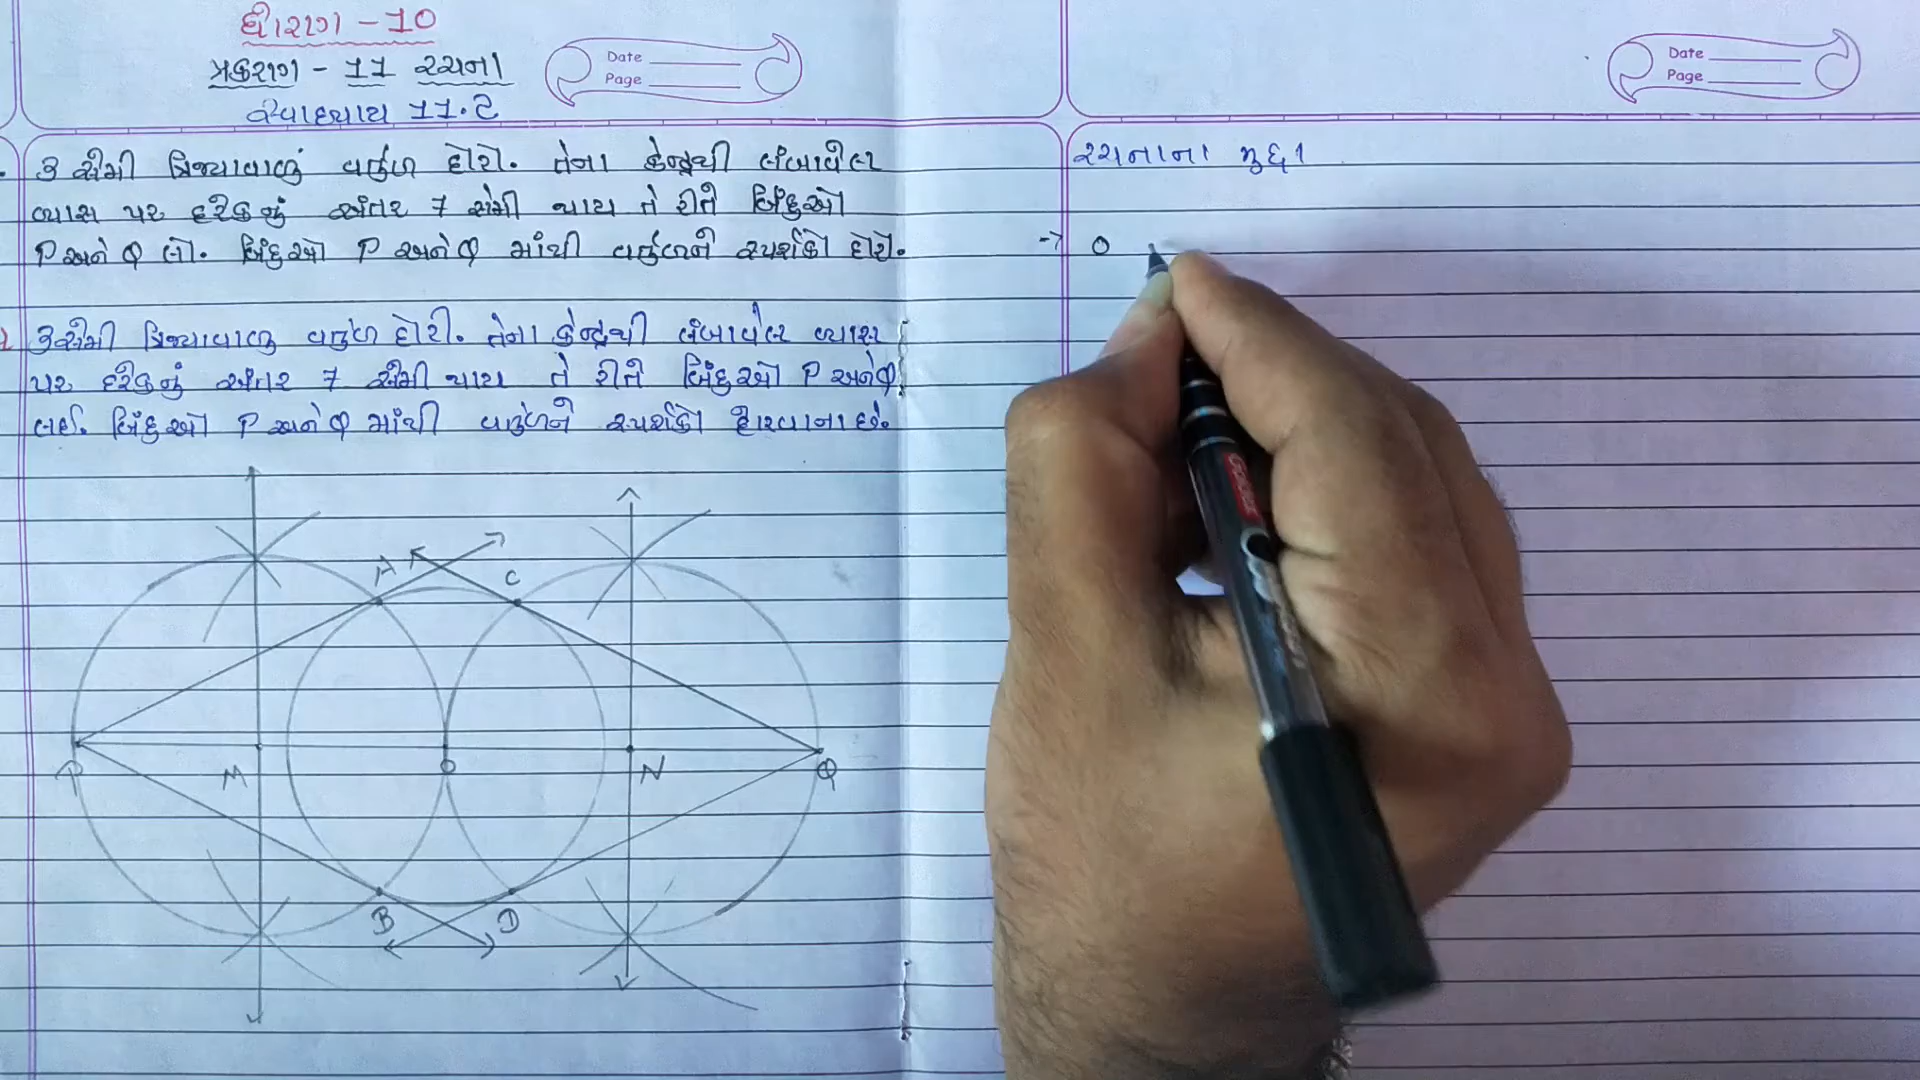 ધોરણ - 10
પ્રકરણ - 11 રચના
સ્વાધ્યાય 11.2
Date
Page
Date
Page
3 સેમી ત્રિજ્યાવાળું વર્તુળ દોરો. તેના કેન્દ્રથી લંબાવેલ
વ્યાસ પર દરેકનું અંતર 7 સેમી થાય તે રીતે બિંદુઓ
P અને Q લો. બિંદુઓ P અને Q માંથી વર્તુળને સ્પર્શકો દોરો.
3 સેમી ત્રિજ્યાવાળુ વર્તુળ દોરી. તેના કેન્દ્રથી લંબાવેલ વ્યાસ
પર દરેકનું અંતર 7 સેમી થાય તે રીતે બિંદુઓ P અને Q
લઈ. બિંદુઓ P અને Q માંથી વર્તુળને સ્પર્શકો દોરવાના છે.
A C
P M O N Q
B D
રચનાના મુદ્દા
→ O